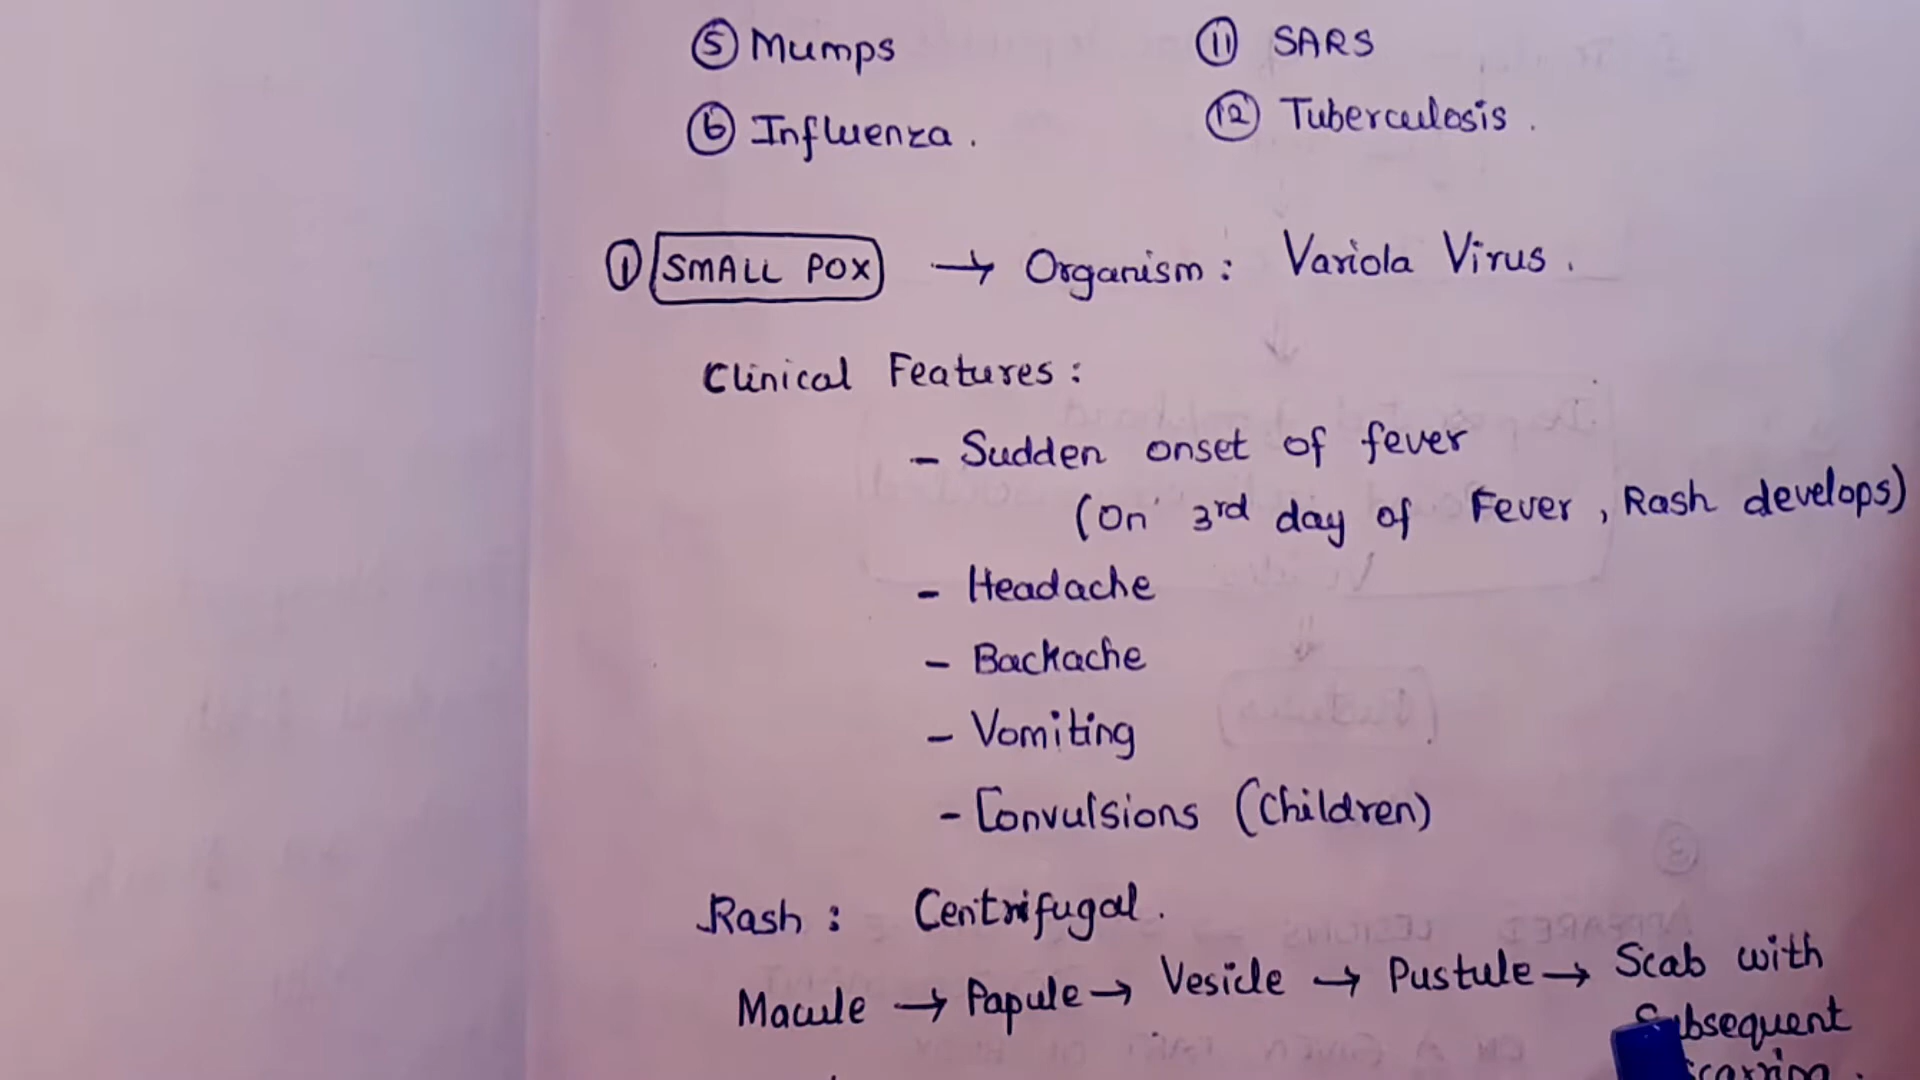 ⑤ Mumps
⑪ SARS
⑥ Influenza.
⑫ Tuberculosis.
① SMALL POX → Organism: Variola Virus.
Clinical Features:
- Sudden onset of fever
(On 3rd day of Fever, Rash develops)
- Headache
- Backache
- Vomiting
- Convulsions (Children)
Rash: Centrifugal.
Macule → Papule → Vesicle → Pustule → Scab with
Subsequent
scarring.